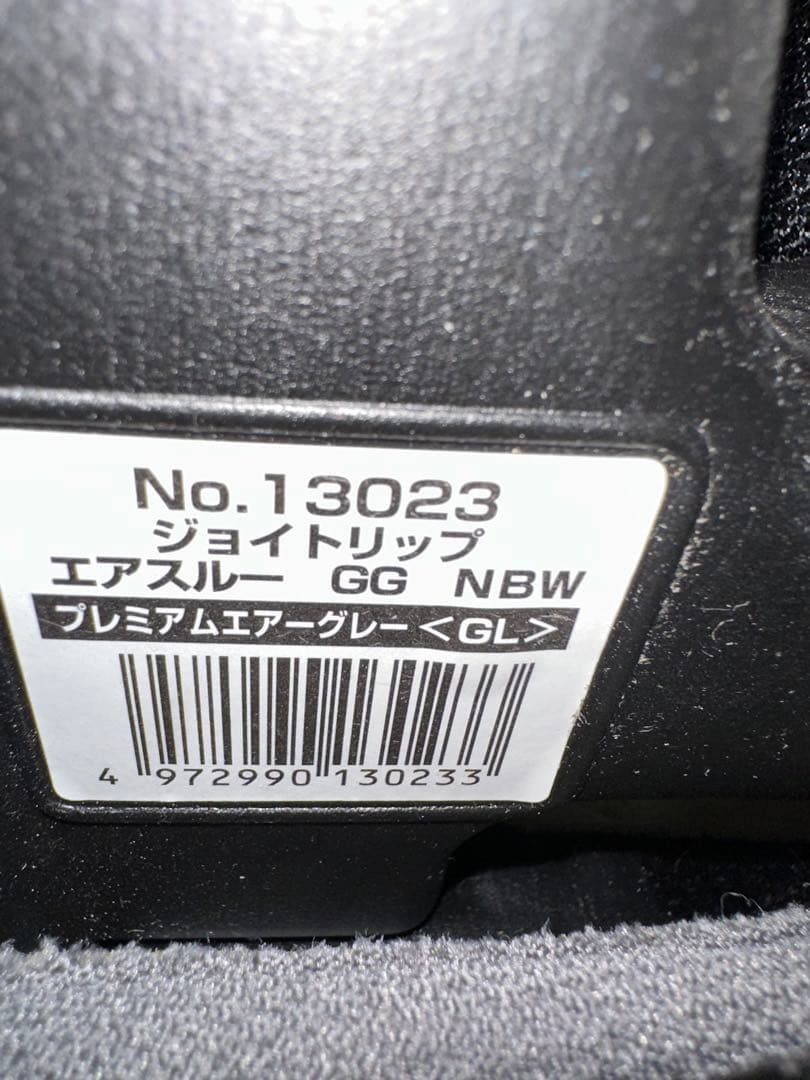 No.13023
ジョイトリップ
エアスルー GG NBW
プレミアムエアーグレー<GL>
4 972990 130233